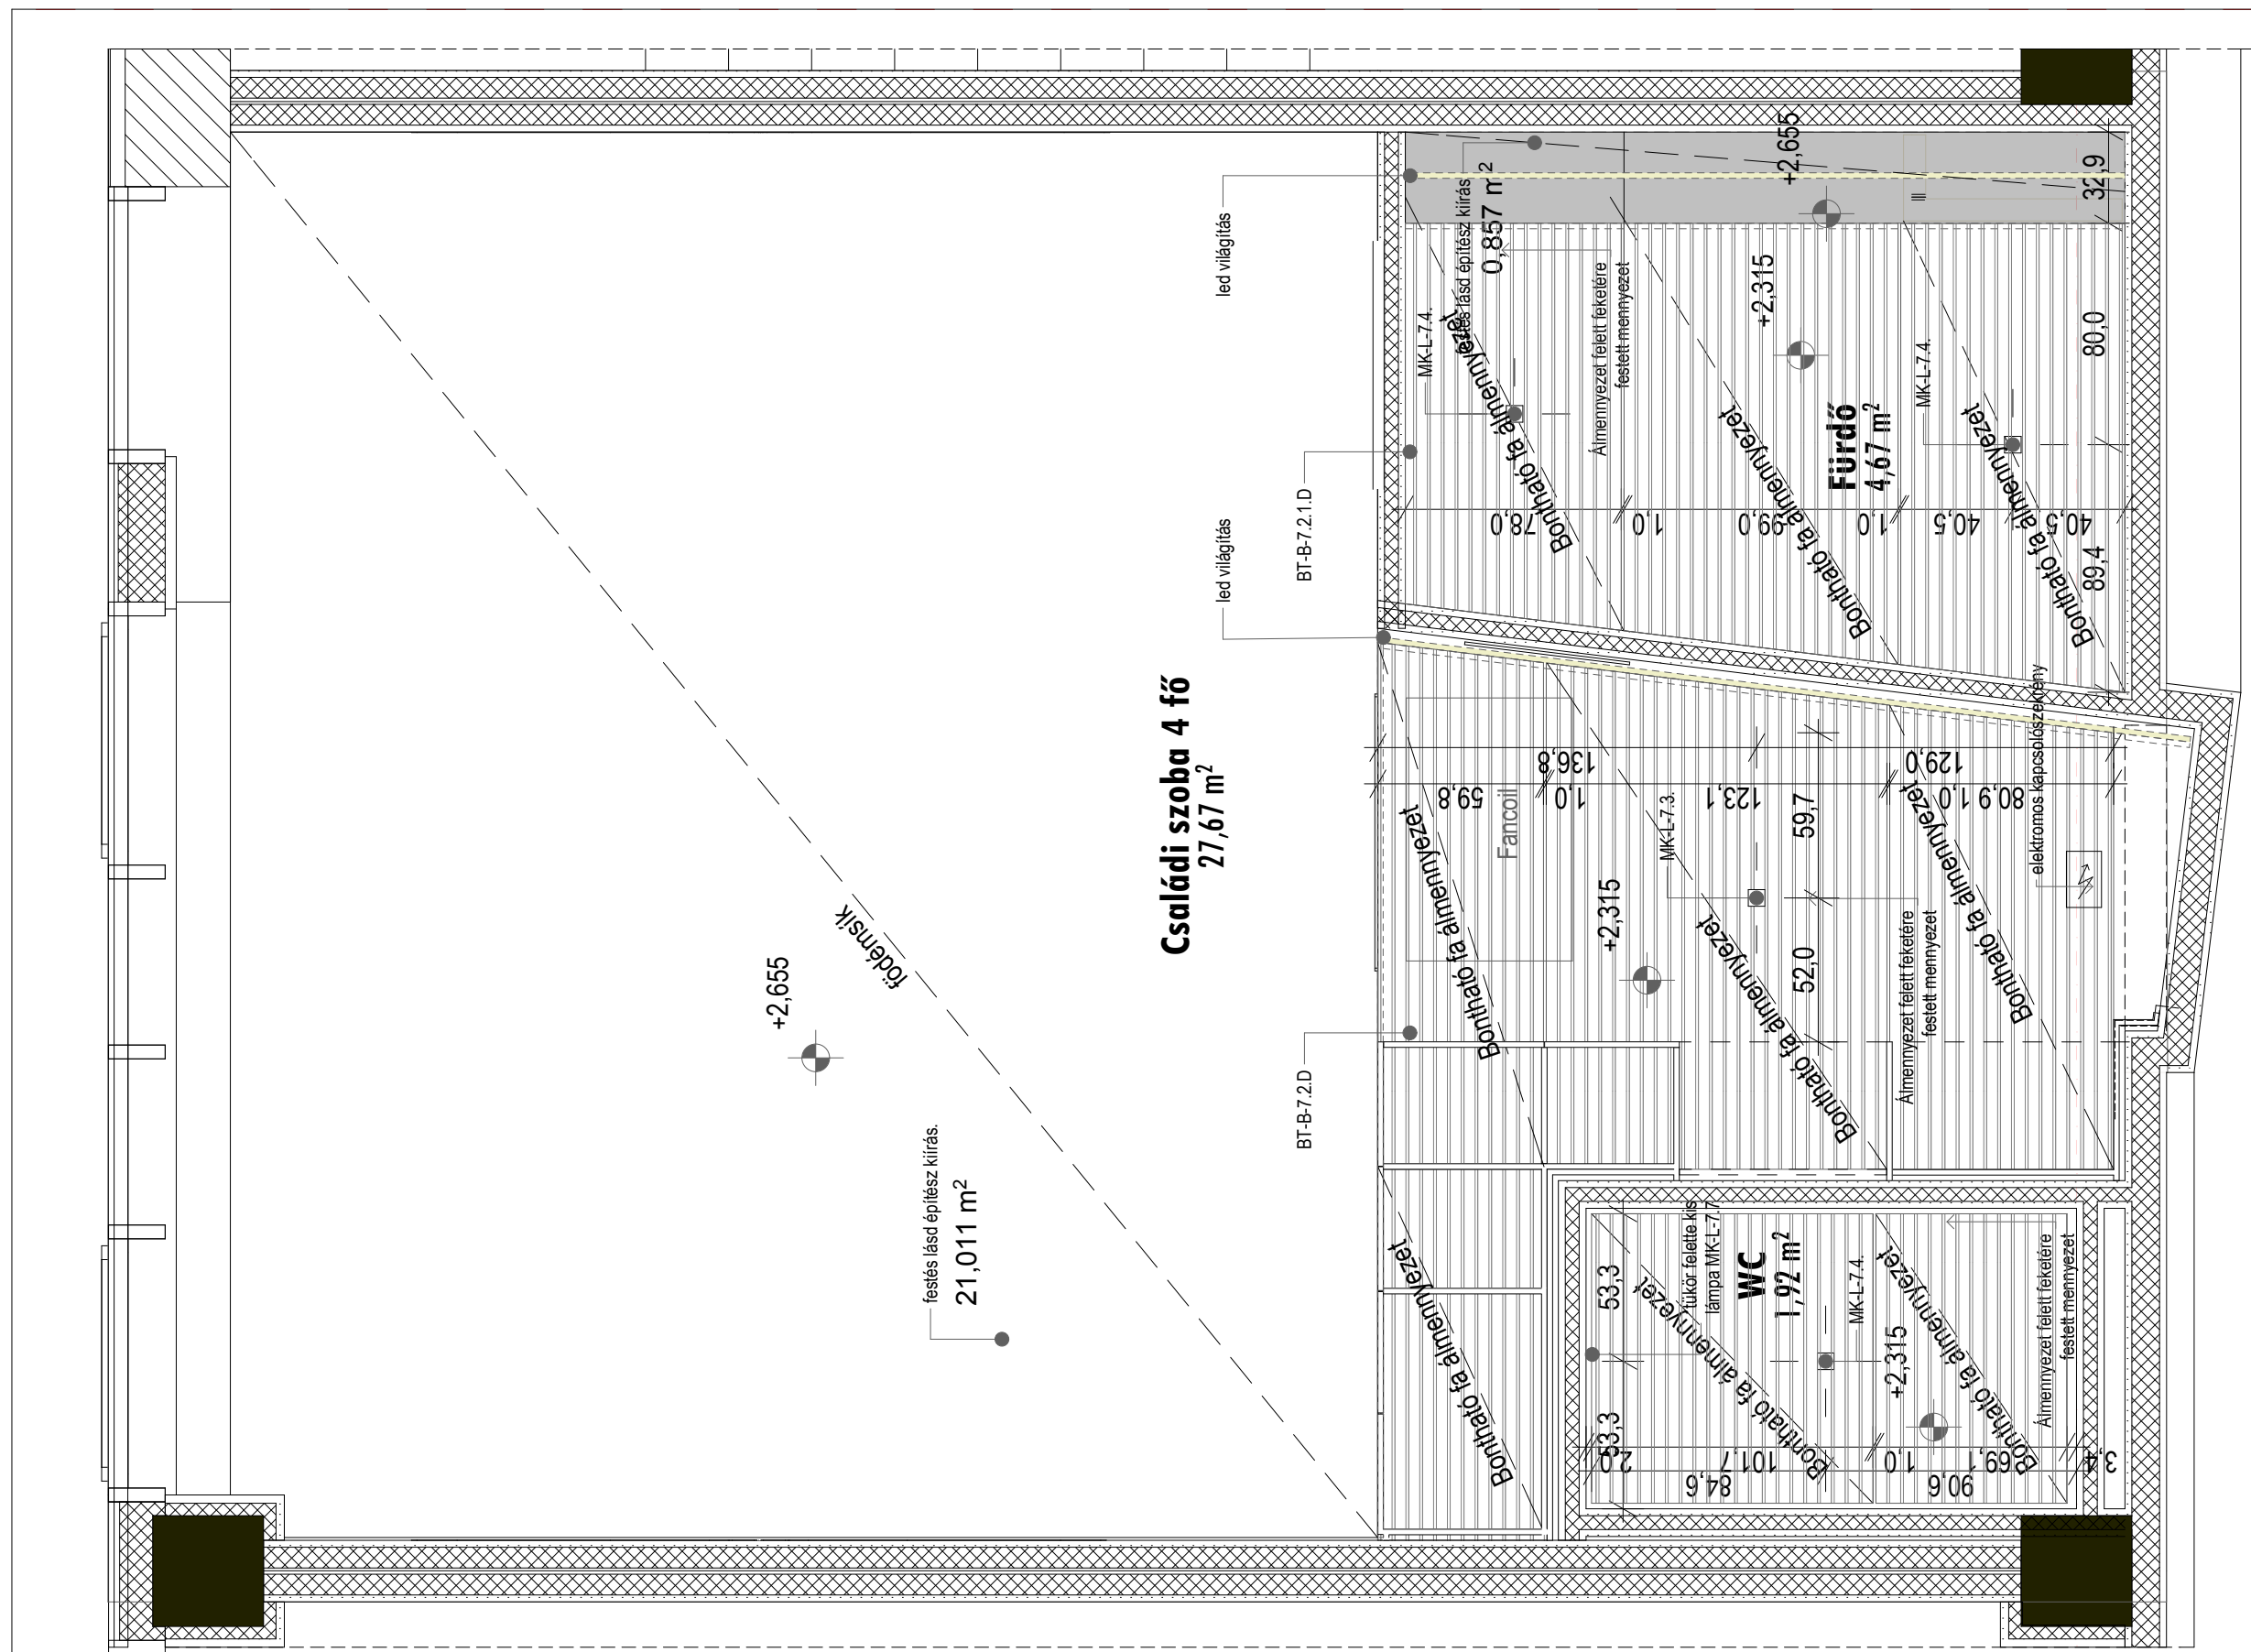 led világítás
led világítás
BT-B-7.2.1.D
BT-B-7.2.D
Családi szoba 4 fő
27,67 m²
födémsík
+2,655
festés lásd építész kiírás.
21,011 m²
festés lásd építész kiírás
0,857 m²
+2,655
32,9
MK-L-7.4.
Álmennyezet felett feketére
festett mennyezet
+2,315
80,0
Fürdő
4,67 m²
MK-L-7.4.
Bontható fa álmennyezet
Bontható fa álmennyezet
Bontható fa álmennyezet
78,0
1,0
99,0
1,0
40,5
40,5
89,4
elektromos kapcsolószekrény
136,8
129,0
59,8
1,0
123,1
1,0
80,9
Fancoil
MK-L-7.3.
59,7
52,0
+2,315
Bontható fa álmennyezet
Bontható fa álmennyezet
Bontható fa álmennyezet
Álmennyezet felett feketére
festett mennyezet
Bontható fa álmennyezet
tükör felette kis
lámpa MK-L-7.7
WC
1,92 m²
MK-L-7.4.
+2,315
Álmennyezet felett feketére
festett mennyezet
Bontható fa álmennyezet
Bontható fa álmennyezet
53,3
53,3
2,0
101,7
1,0
69,1
3,4
84,6
90,6